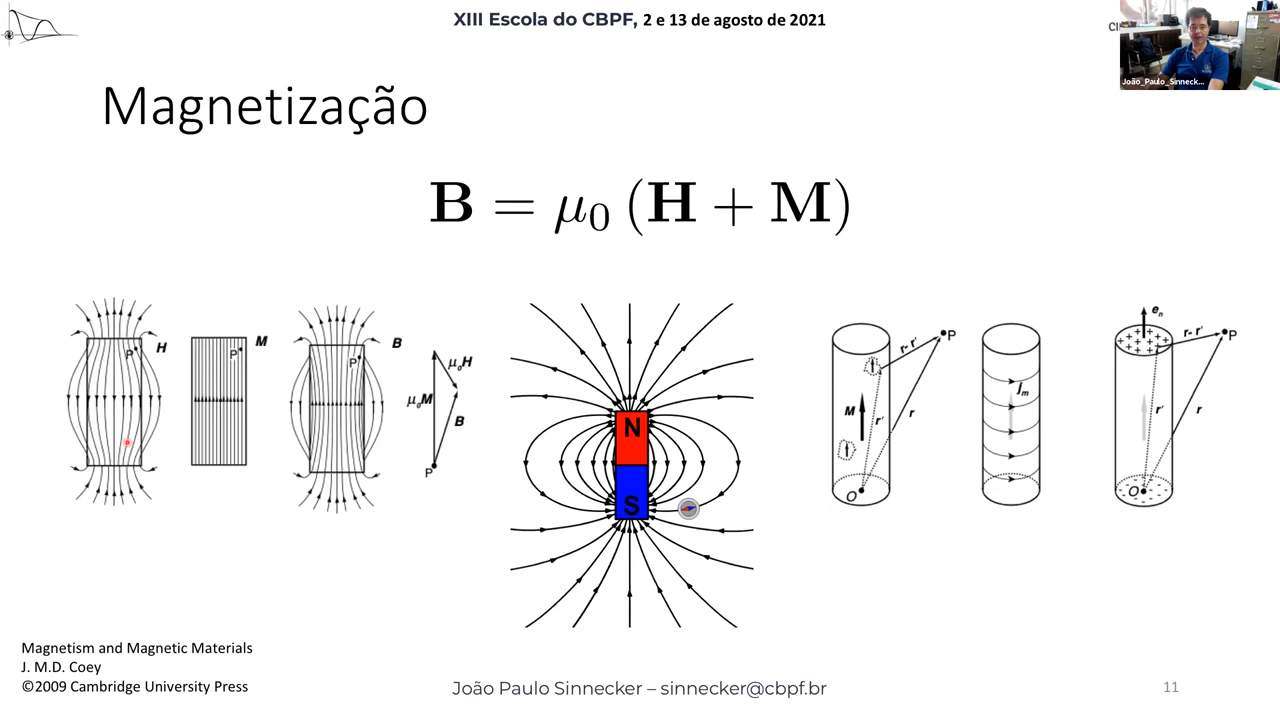 XIII Escola do CBPF, 2 e 13 de agosto de 2021
João_Paulo_Sinneck...
Magnetização
B = μ0 (H + M)
H
P
M
P
B
P
μ0H
μ0M
B
P
N
S
M
r'
r- r'
P
r
O
Jm
en
r- r'
P
r'
r
O
Magnetism and Magnetic Materials
J. M.D. Coey
©2009 Cambridge University Press
João Paulo Sinnecker – sinnecker@cbpf.br
11